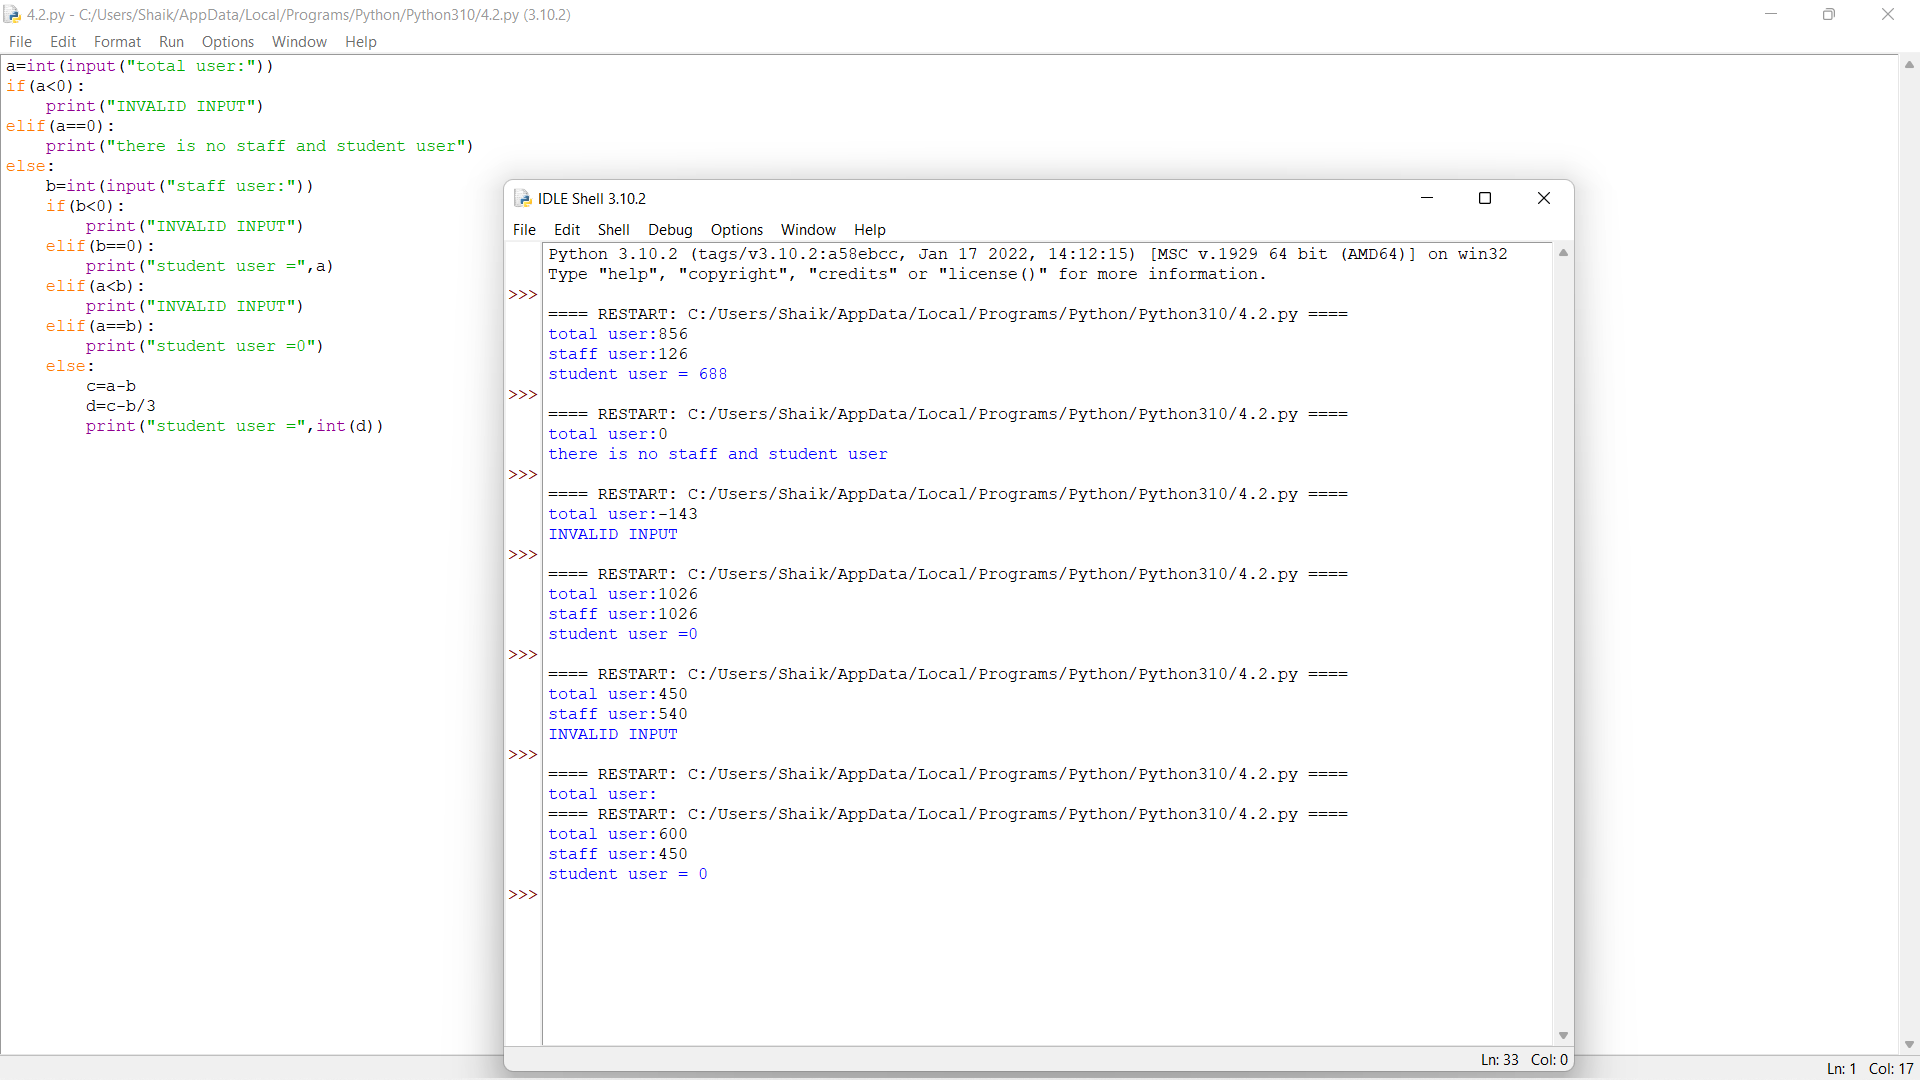 4.2.py - C:/Users/Shaik/AppData/Local/Programs/Python/Python310/4.2.py (3.10.2)
File Edit Format Run Options Window Help
a=int(input("total user:"))
if(a<0):
    print("INVALID INPUT")
elif(a==0):
    print("there is no staff and student user")
else:
    b=int(input("staff user:"))
    if(b<0):
        print("INVALID INPUT")
    elif(b==0):
        print("student user =",a)
    elif(a<b):
        print("INVALID INPUT")
    elif(a==b):
        print("student user =0")
    else:
        c=a-b
        d=c-b/3
        print("student user =",int(d))
IDLE Shell 3.10.2
File Edit Shell Debug Options Window Help
Python 3.10.2 (tags/v3.10.2:a58ebcc, Jan 17 2022, 14:12:15) [MSC v.1929 64 bit (AMD64)] on win32
Type "help", "copyright", "credits" or "license()" for more information.
>>>
==== RESTART: C:/Users/Shaik/AppData/Local/Programs/Python/Python310/4.2.py ====
total user:856
staff user:126
student user = 688
>>>
==== RESTART: C:/Users/Shaik/AppData/Local/Programs/Python/Python310/4.2.py ====
total user:0
there is no staff and student user
>>>
==== RESTART: C:/Users/Shaik/AppData/Local/Programs/Python/Python310/4.2.py ====
total user:-143
INVALID INPUT
>>>
==== RESTART: C:/Users/Shaik/AppData/Local/Programs/Python/Python310/4.2.py ====
total user:1026
staff user:1026
student user =0
>>>
==== RESTART: C:/Users/Shaik/AppData/Local/Programs/Python/Python310/4.2.py ====
total user:450
staff user:540
INVALID INPUT
>>>
==== RESTART: C:/Users/Shaik/AppData/Local/Programs/Python/Python310/4.2.py ====
total user:
==== RESTART: C:/Users/Shaik/AppData/Local/Programs/Python/Python310/4.2.py ====
total user:600
staff user:450
student user = 0
>>>
Ln: 33 Col: 0
Ln: 1 Col: 17